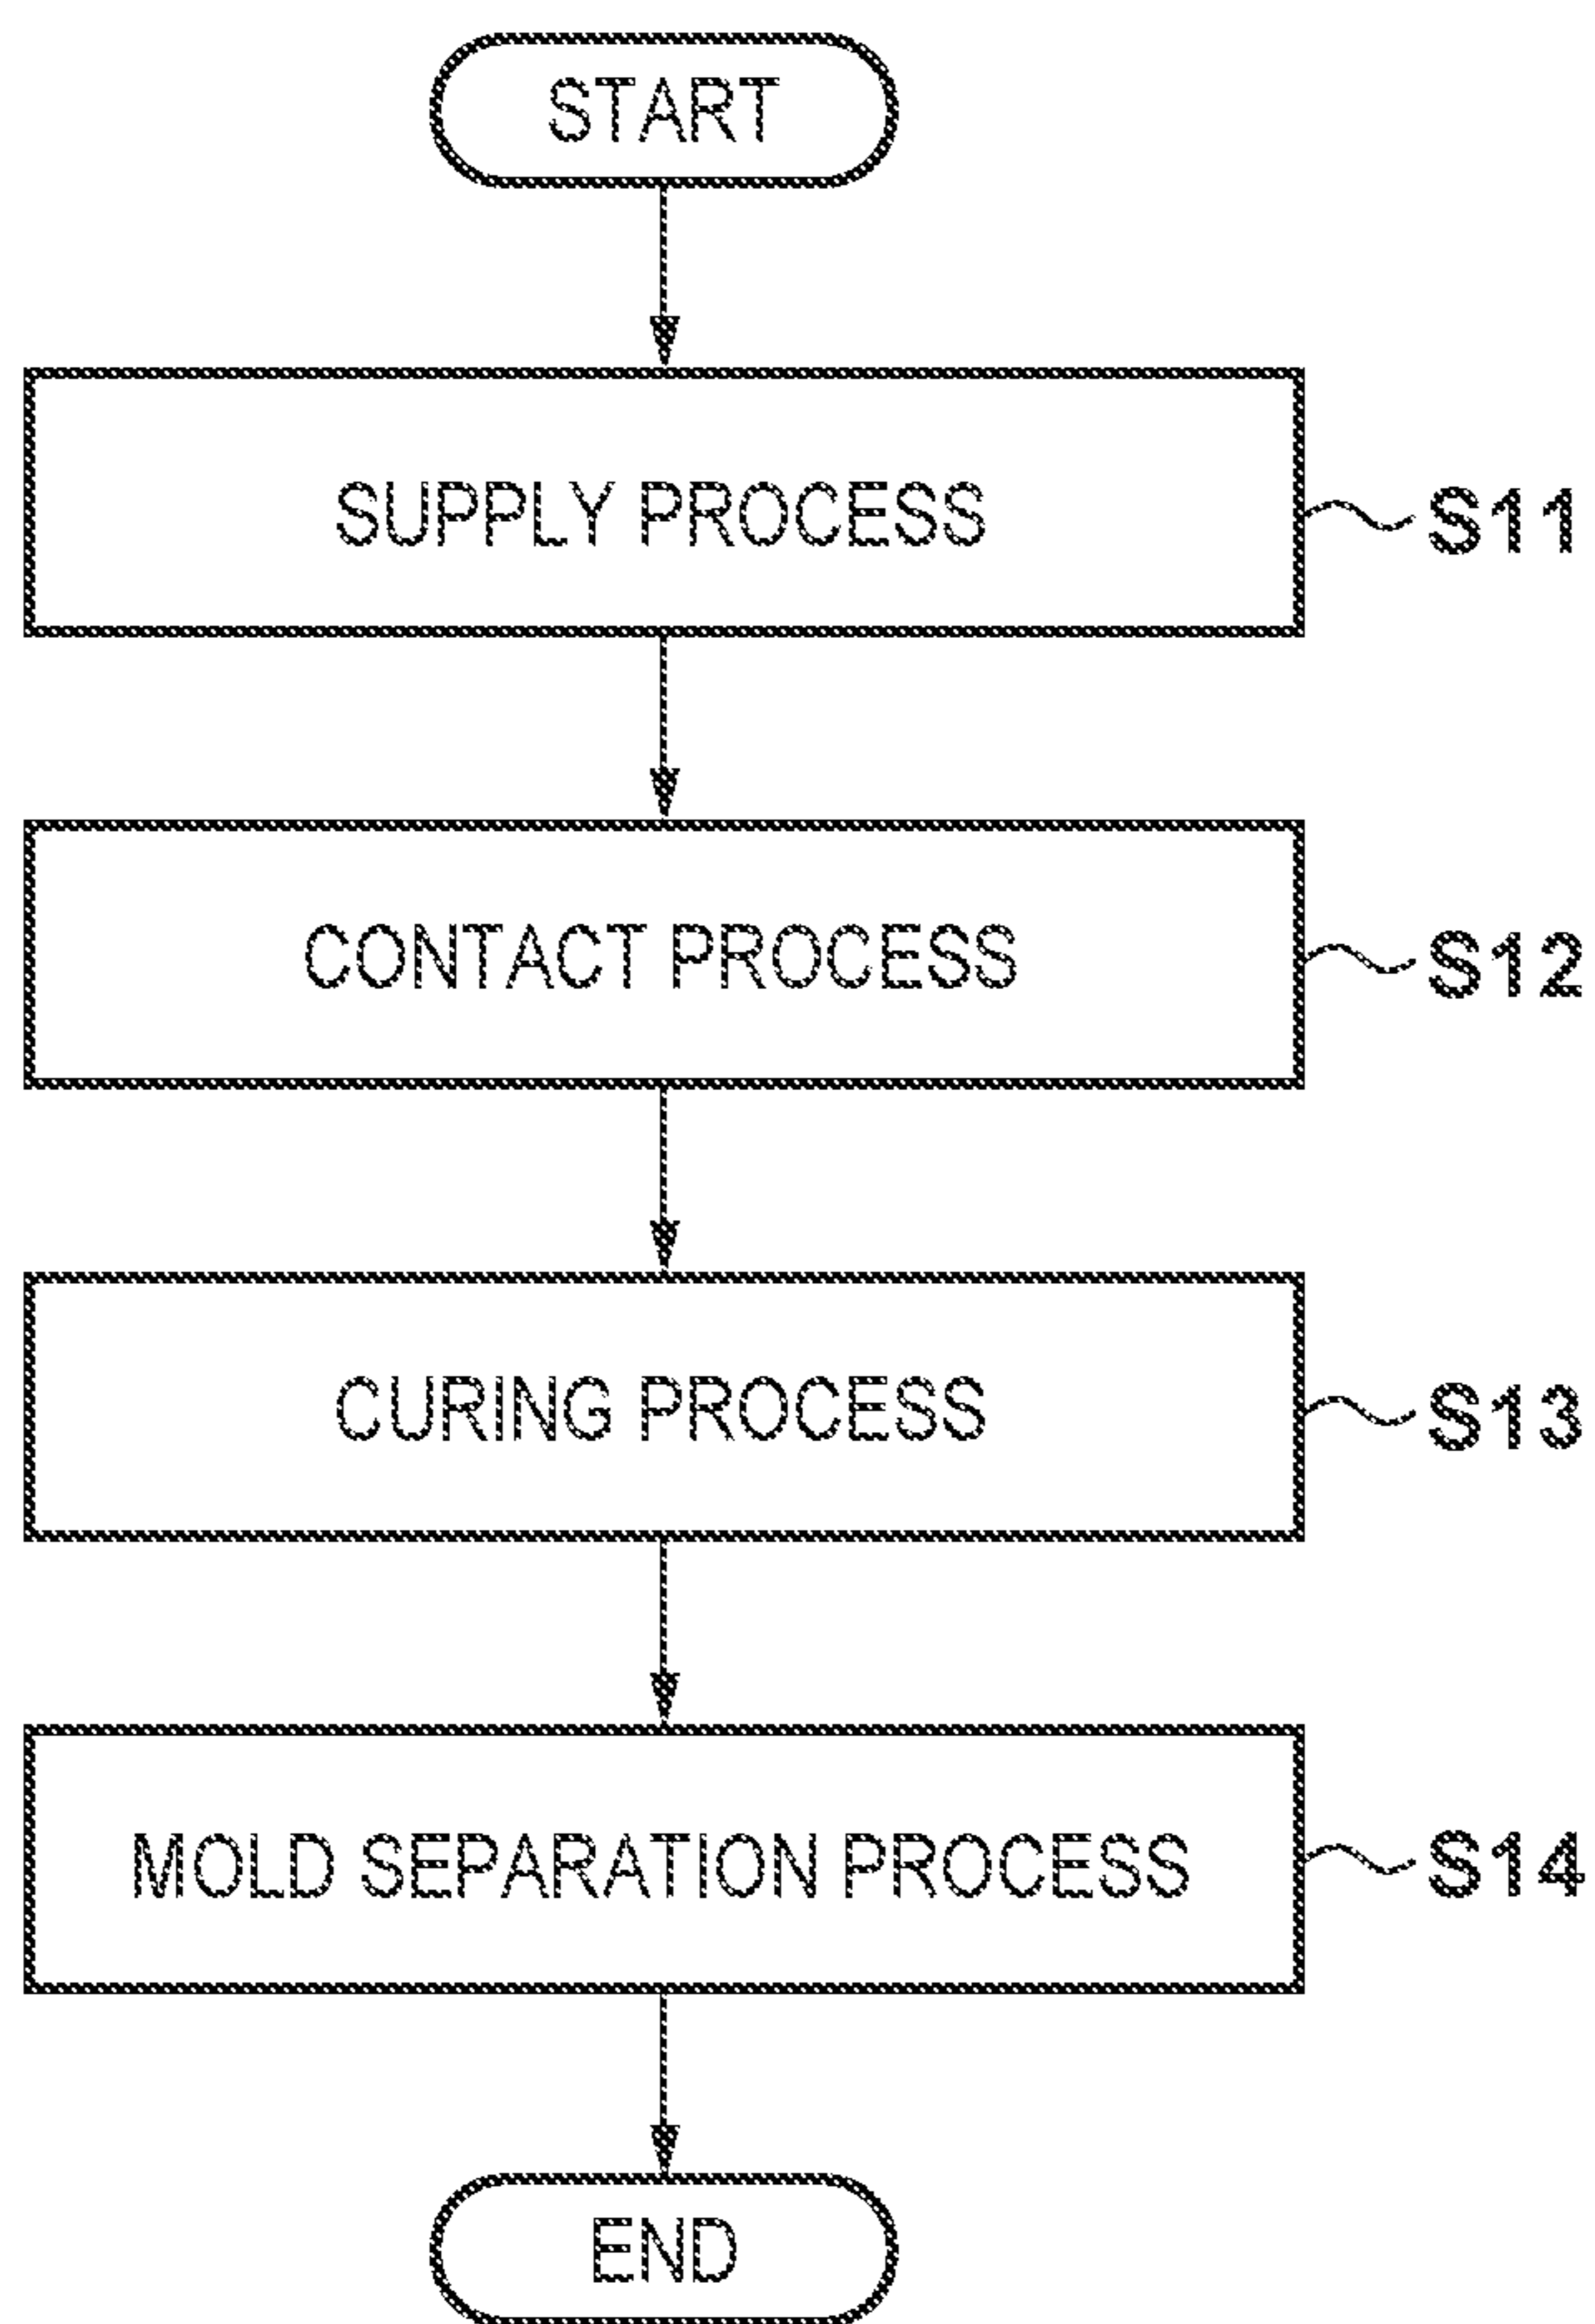 START
SUPPLY PROCESS
S11
CONTACT PROCESS
S12
CURING PROCESS
S13
MOLD SEPARATION PROCESS
S14
END